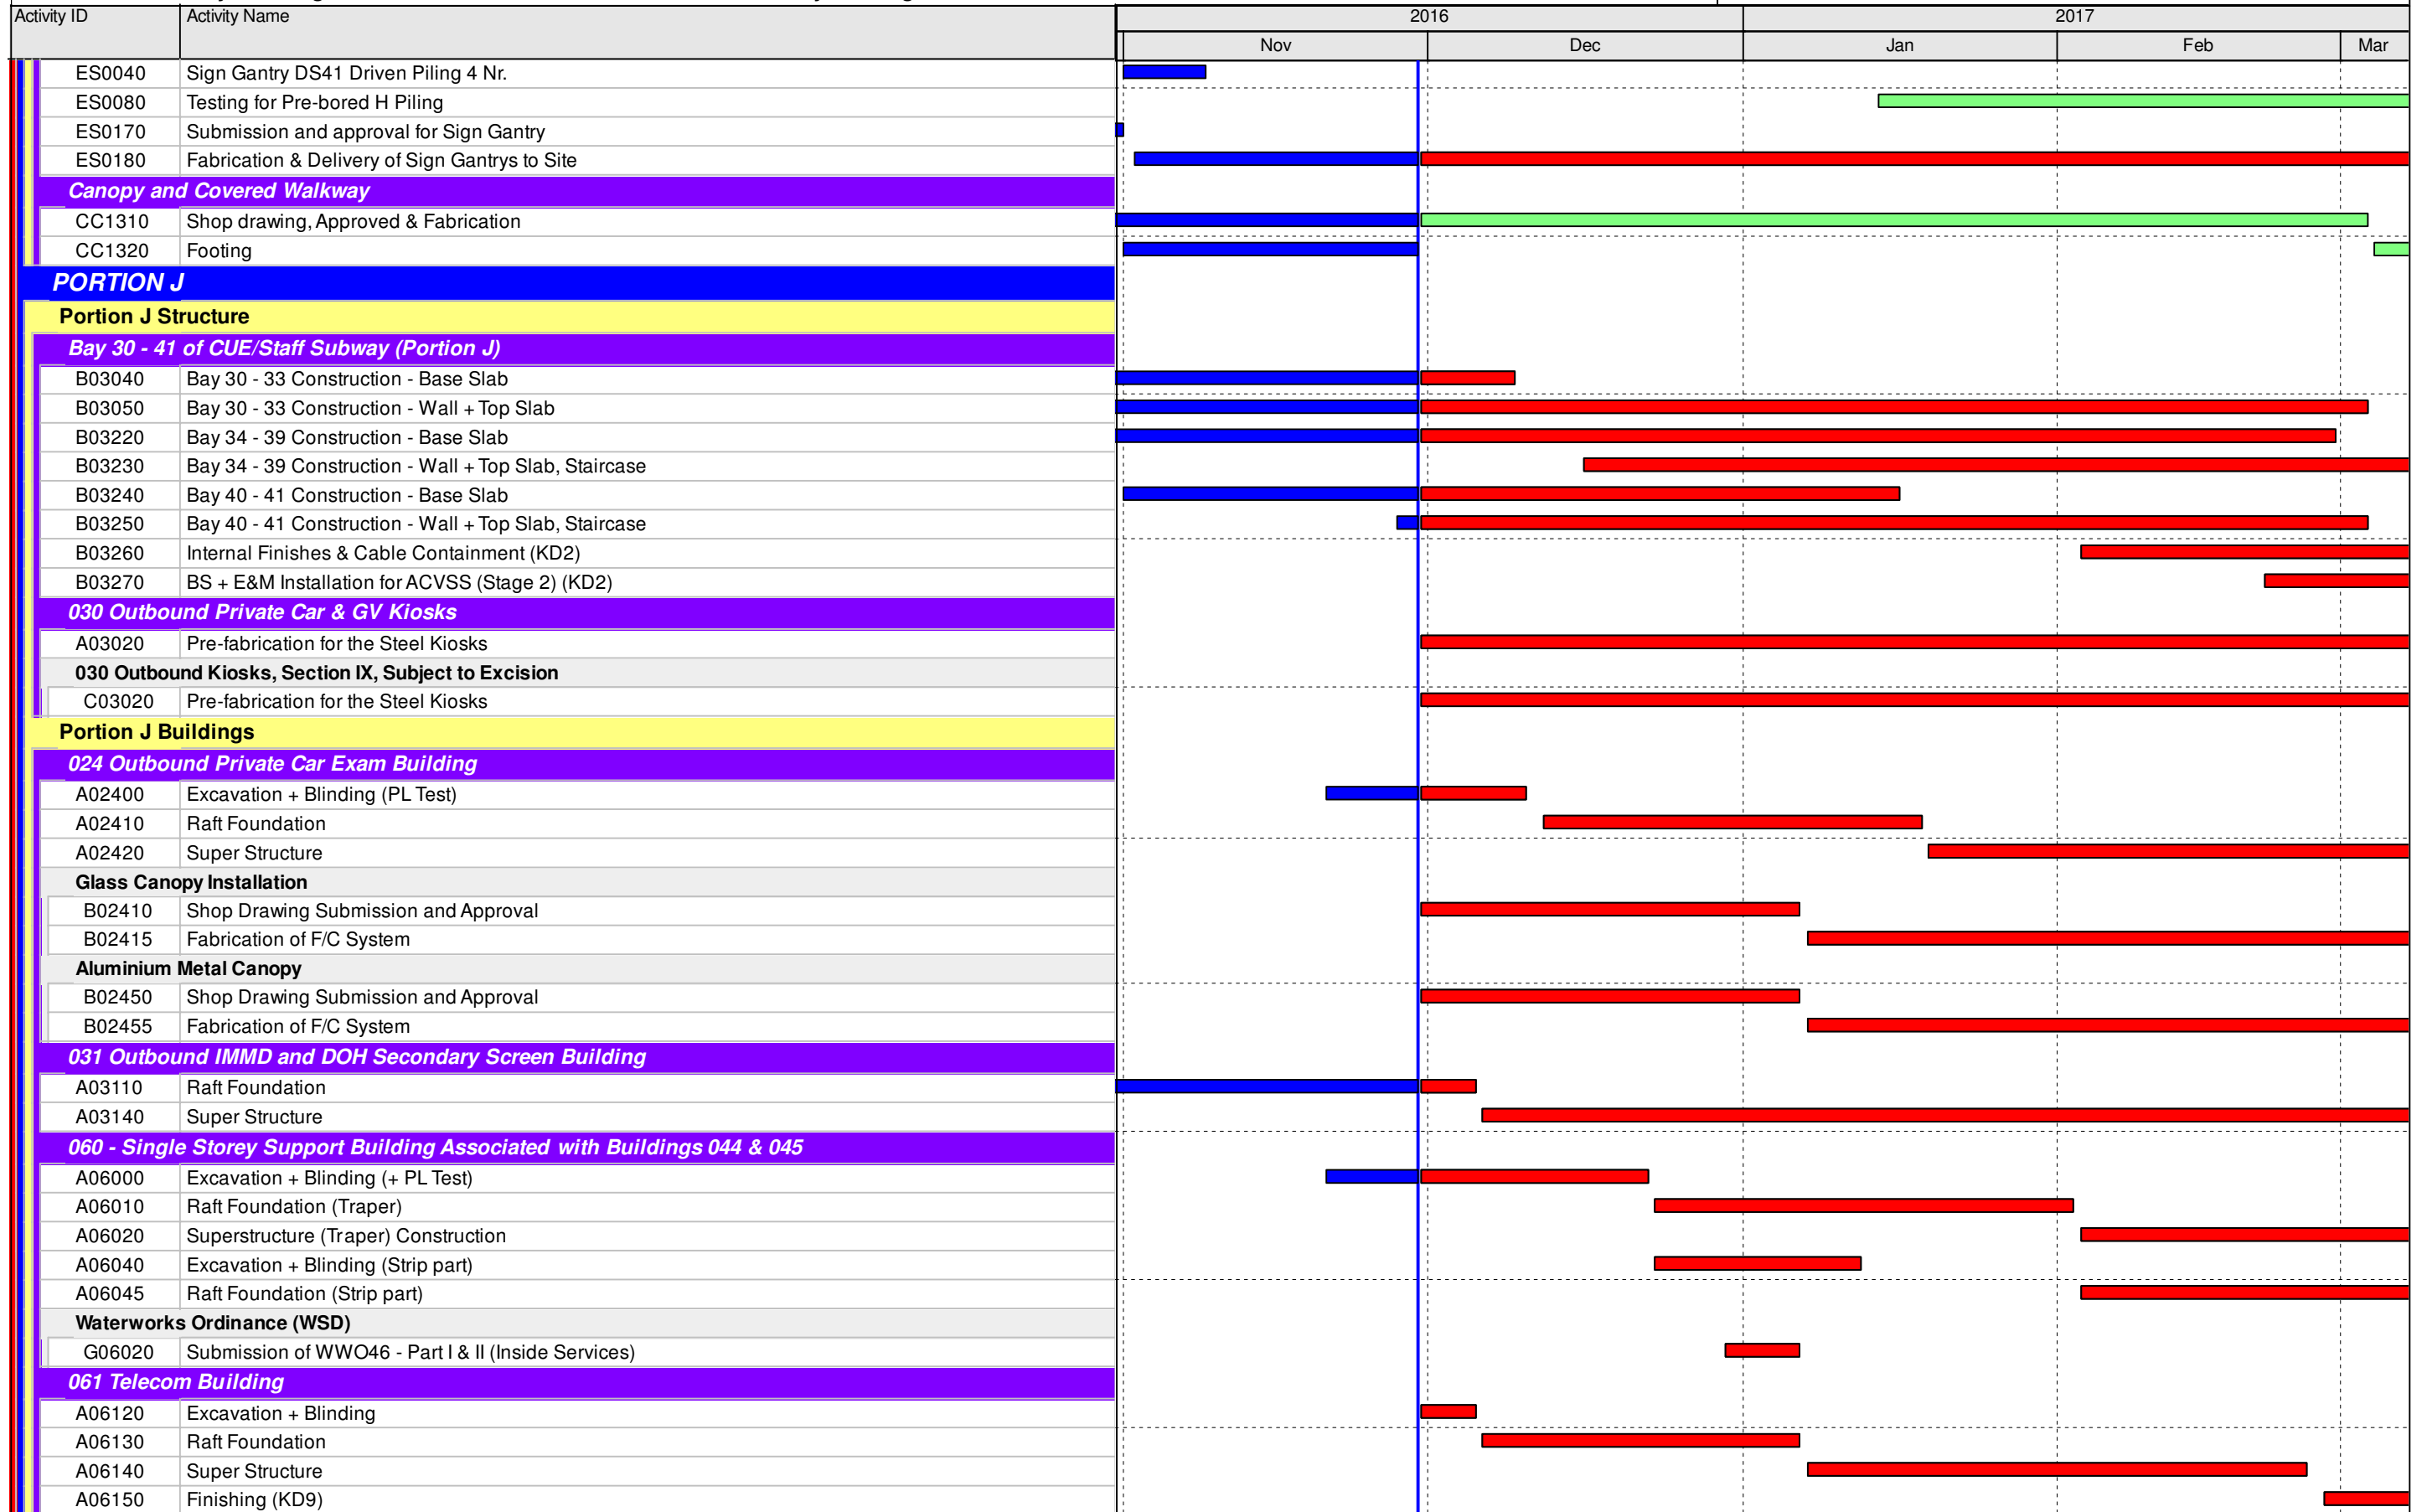 Activity ID Activity Name 2016 2017
Nov Dec Jan Feb Mar
ES0040 Sign Gantry DS41 Driven Piling 4 Nr.
ES0080 Testing for Pre-bored H Piling
ES0170 Submission and approval for Sign Gantry
ES0180 Fabrication & Delivery of Sign Gantrys to Site
Canopy and Covered Walkway
CC1310 Shop drawing, Approved & Fabrication
CC1320 Footing
PORTION J
Portion J Structure
Bay 30 - 41 of CUE/Staff Subway (Portion J)
B03040 Bay 30 - 33 Construction - Base Slab
B03050 Bay 30 - 33 Construction - Wall + Top Slab
B03220 Bay 34 - 39 Construction - Base Slab
B03230 Bay 34 - 39 Construction - Wall + Top Slab, Staircase
B03240 Bay 40 - 41 Construction - Base Slab
B03250 Bay 40 - 41 Construction - Wall + Top Slab, Staircase
B03260 Internal Finishes & Cable Containment (KD2)
B03270 BS + E&M Installation for ACVSS (Stage 2) (KD2)
030 Outbound Private Car & GV Kiosks
A03020 Pre-fabrication for the Steel Kiosks
030 Outbound Kiosks, Section IX, Subject to Excision
C03020 Pre-fabrication for the Steel Kiosks
Portion J Buildings
024 Outbound Private Car Exam Building
A02400 Excavation + Blinding (PL Test)
A02410 Raft Foundation
A02420 Super Structure
Glass Canopy Installation
B02410 Shop Drawing Submission and Approval
B02415 Fabrication of F/C System
Aluminium Metal Canopy
B02450 Shop Drawing Submission and Approval
B02455 Fabrication of F/C System
031 Outbound IMMD and DOH Secondary Screen Building
A03110 Raft Foundation
A03140 Super Structure
060 - Single Storey Support Building Associated with Buildings 044 & 045
A06000 Excavation + Blinding (+ PL Test)
A06010 Raft Foundation (Traper)
A06020 Superstructure (Traper) Construction
A06040 Excavation + Blinding (Strip part)
A06045 Raft Foundation (Strip part)
Waterworks Ordinance (WSD)
G06020 Submission of WWO46 - Part I & II (Inside Services)
061 Telecom Building
A06120 Excavation + Blinding
A06130 Raft Foundation
A06140 Super Structure
A06150 Finishing (KD9)